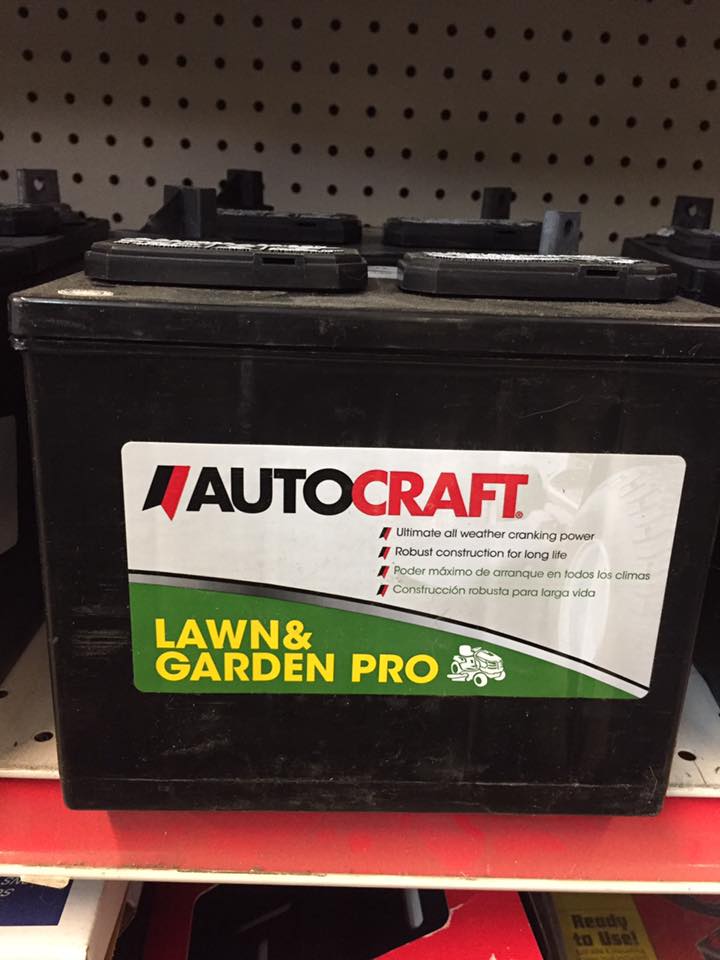 AUTOCRAFT
Ultimate all weather cranking power
Robust construction for long life
Poder máximo de arranque en todos los climas
Construcción robusta para larga vida
LAWN&
GARDEN PRO
Ready
to Use!